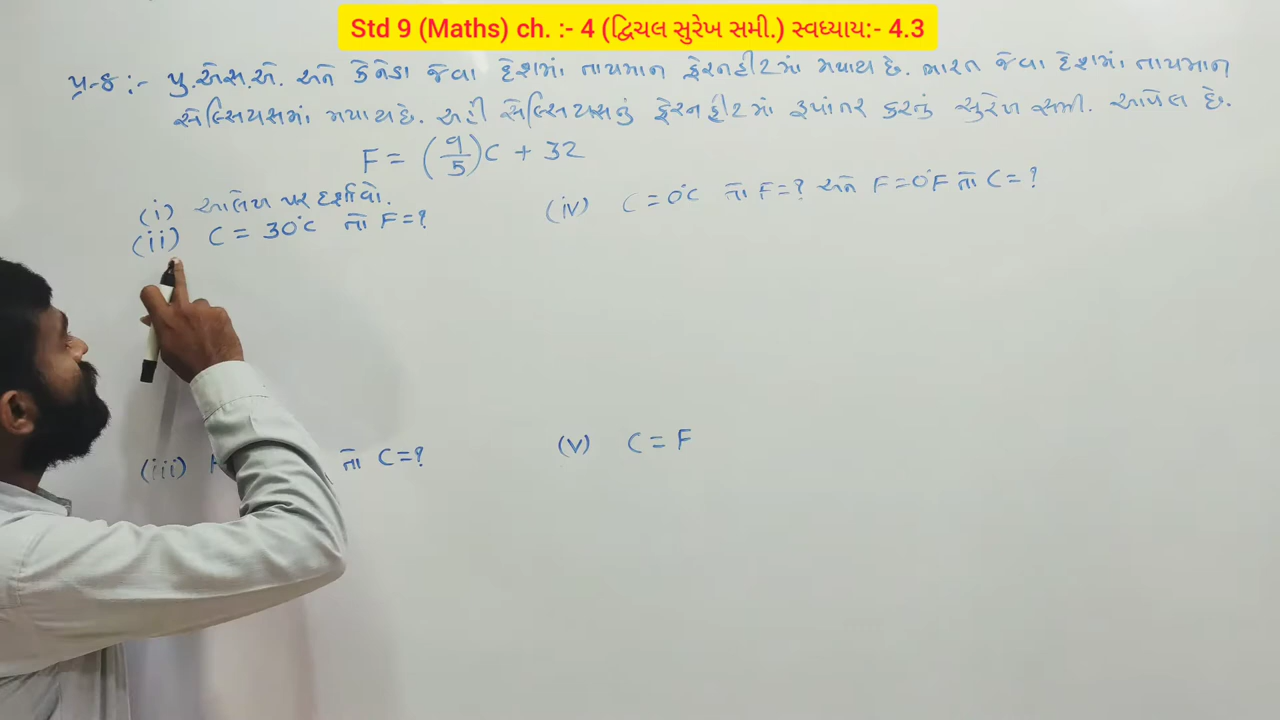 Std 9 (Maths) ch. :- 4 (દ્વિચલ સુરેખ સમી.) સ્વધ્યાય:- 4.3
પ્ર-8 :- યુ.એસ.એ. અને કેનેડા જેવા દેશમાં તાપમાન ફેરનહીટમાં મપાય છે. ભારત જેવા દેશમાં તાપમાન
સેલ્સિયસમાં મપાય છે. અહીં સેલ્સિયસનું ફેરનહીટમાં રૂપાંતર કરતું સુરેખ સમી. આપેલ છે.
F = (9/5)C + 32
(i) આલેખ પર દર્શાવો.
(ii) C = 30°C તો F=?
(iii) તો C=?
(iv) C = 0°C તો F=? અને F=0°F તો C=?
(v) C = F